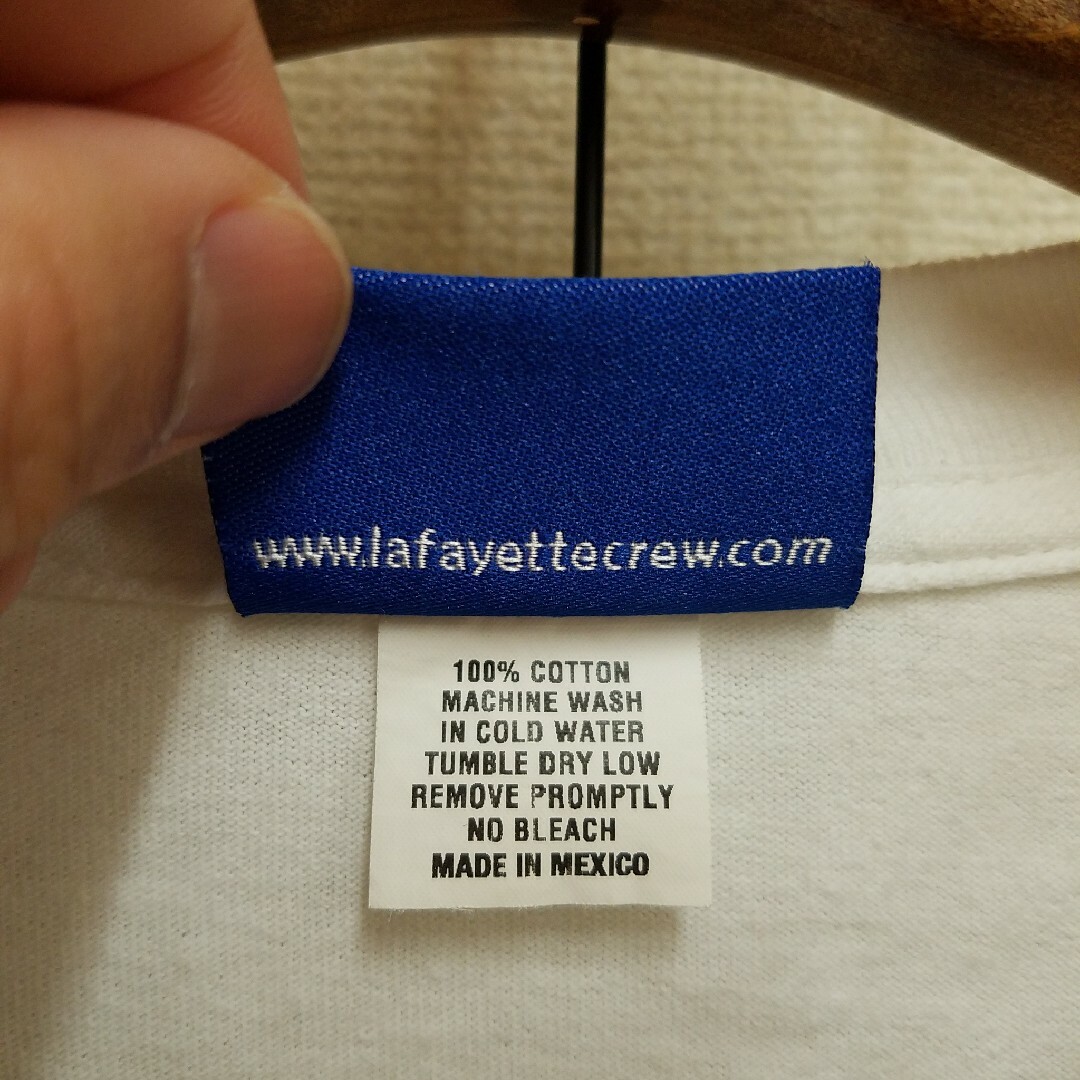 www.lafayettecrew.com
100% COTTON
MACHINE WASH
IN COLD WATER
TUMBLE DRY LOW
REMOVE PROMPTLY
NO BLEACH
MADE IN MEXICO